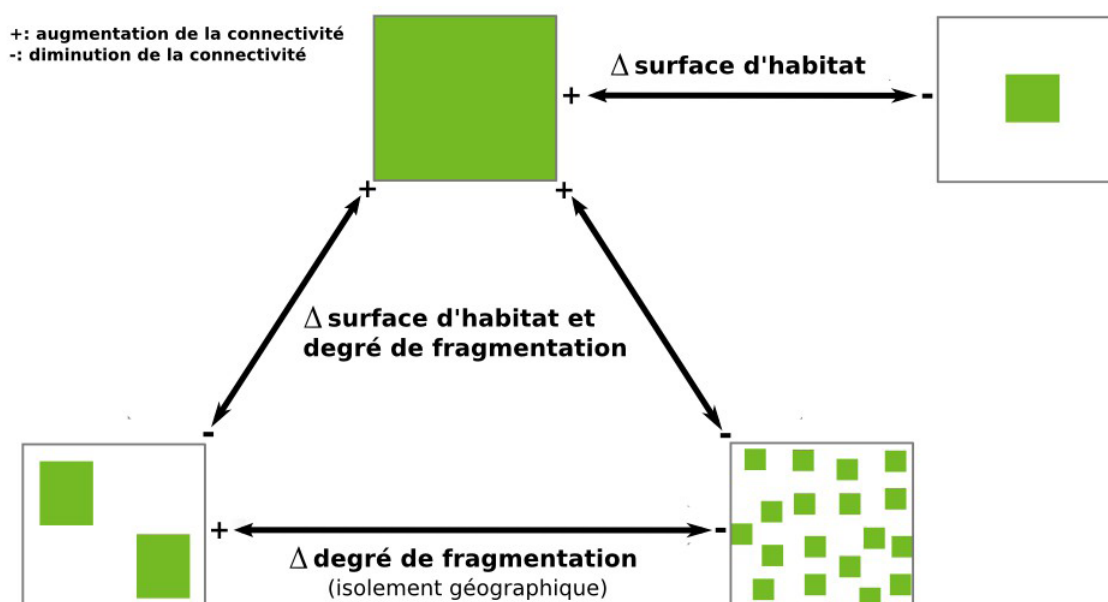 +: augmentation de la connectivité
-: diminution de la connectivité
Δ surface d'habitat
+
-
+
+
Δ surface d'habitat et
degré de fragmentation
-
-
+
-
Δ degré de fragmentation
(isolement géographique)